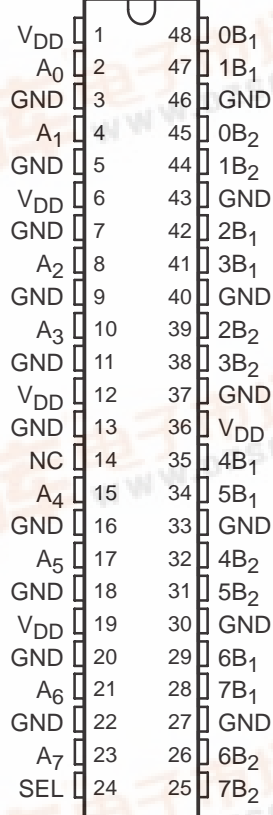 VDD 1 48 0B1
A0 2 47 1B1
GND 3 46 GND
A1 4 45 0B2
GND 5 44 1B2
VDD 6 43 GND
GND 7 42 2B1
A2 8 41 3B1
GND 9 40 GND
A3 10 39 2B2
GND 11 38 3B2
VDD 12 37 GND
GND 13 36 VDD
NC 14 35 4B1
A4 15 34 5B1
GND 16 33 GND
A5 17 32 4B2
GND 18 31 5B2
VDD 19 30 GND
GND 20 29 6B1
A6 21 28 7B1
GND 22 27 GND
A7 23 26 6B2
SEL 24 25 7B2